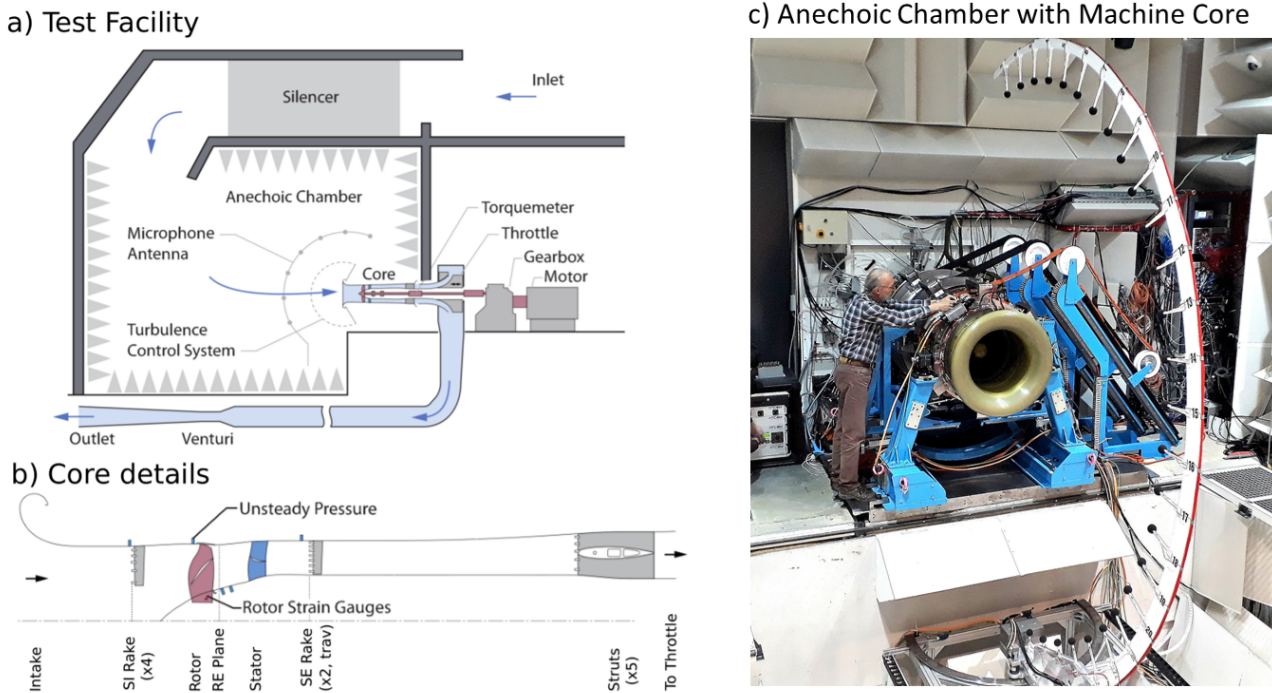 a) Test Facility
Silencer
Inlet
Anechoic Chamber
Torquemeter
Throttle
Gearbox
Motor
Microphone
Antenna
Core
Turbulence
Control System
Outlet
Venturi
b) Core details
Unsteady Pressure
Rotor Strain Gauges
Intake
SI Rake
(x4)
Rotor
RE Plane
Stator
SE Rake
(x2, trav)
Struts
(x5)
To Throttle
c) Anechoic Chamber with Machine Core
10
11
12
13
14
15
16
17